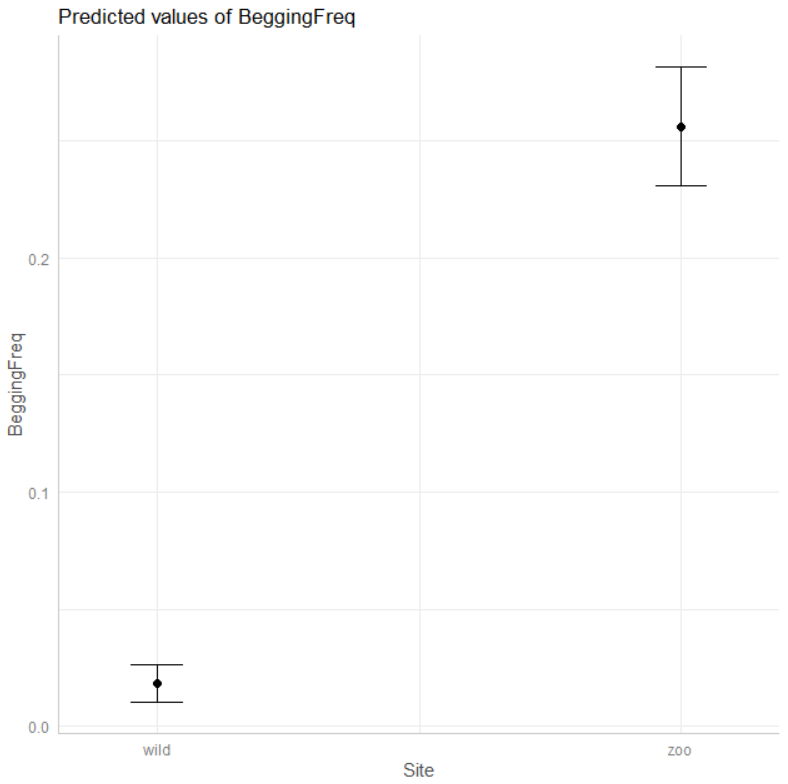 Predicted values of BeggingFreq
BeggingFreq
0.2
0.1
0.0
wild
zoo
Site